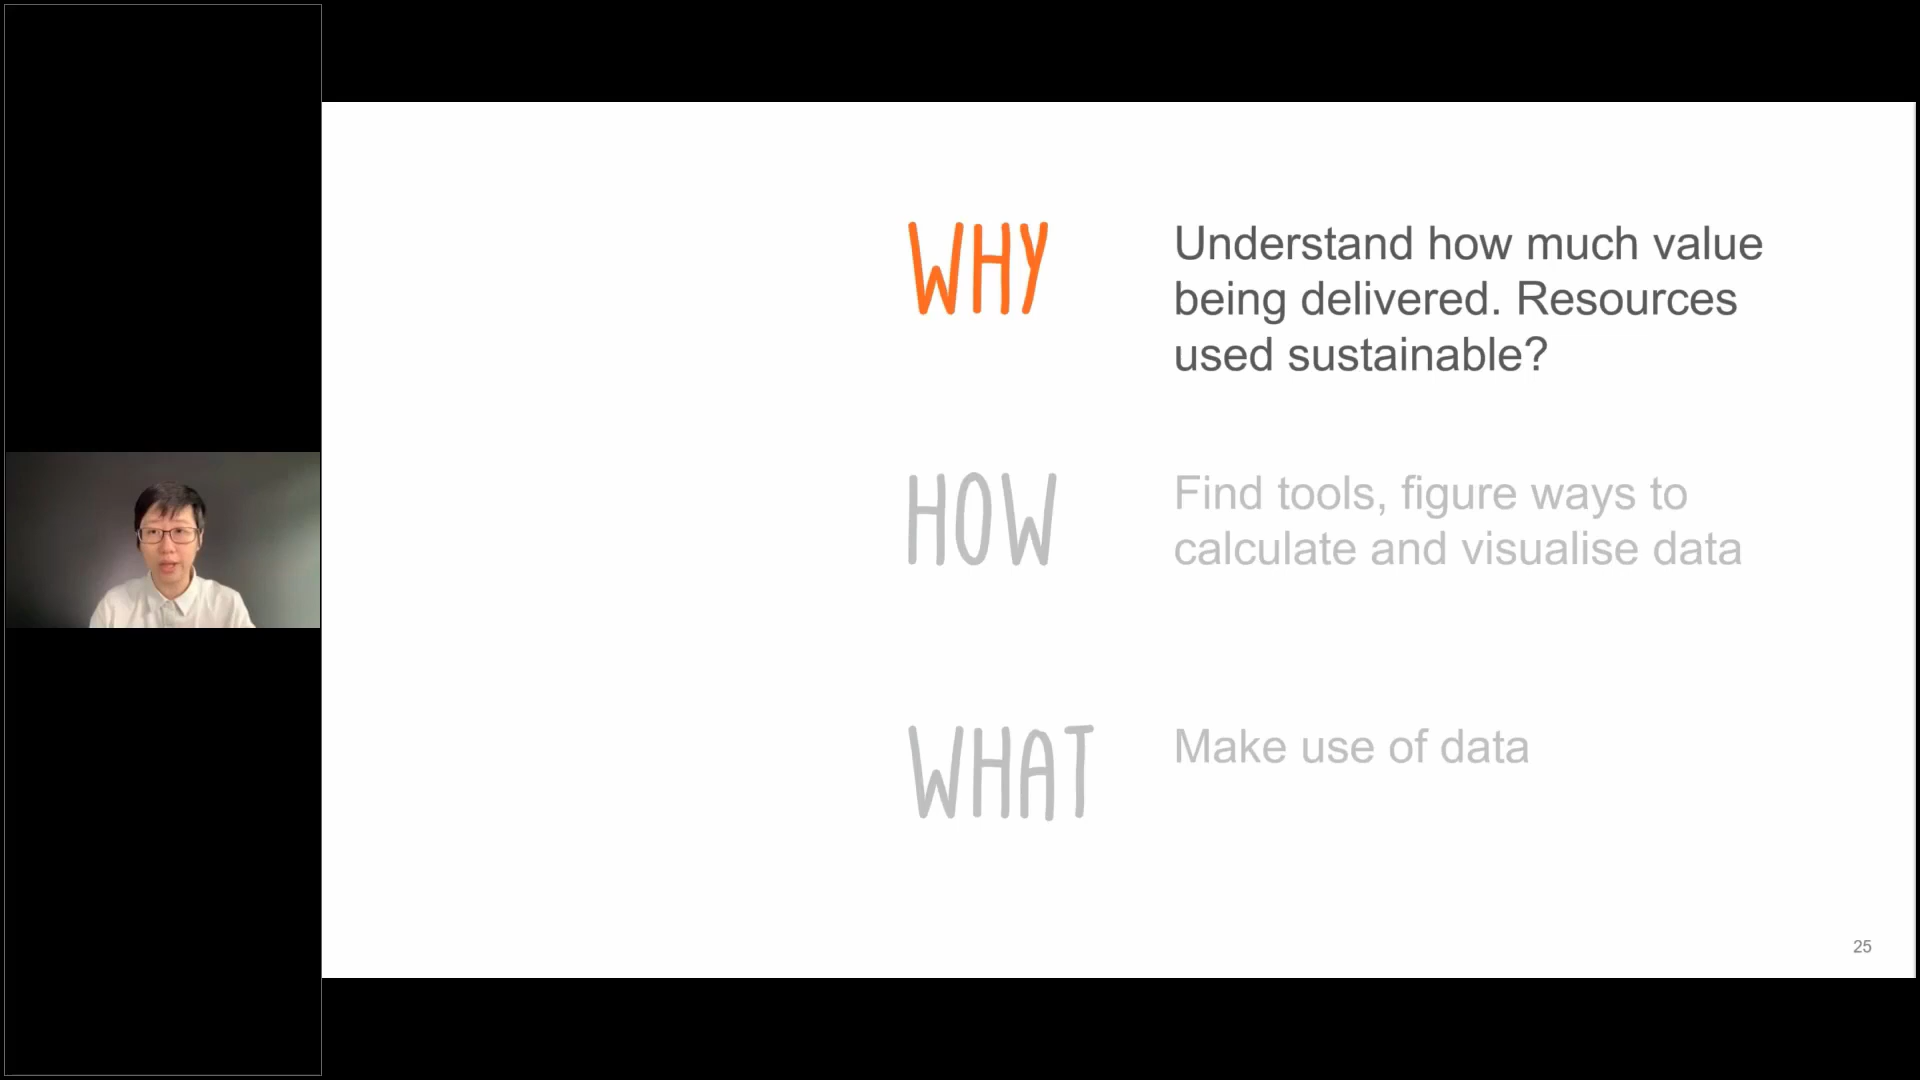 WHY
Understand how much value
being delivered. Resources
used sustainable?
HOW
Find tools, figure ways to
calculate and visualise data
WHAT
Make use of data
25